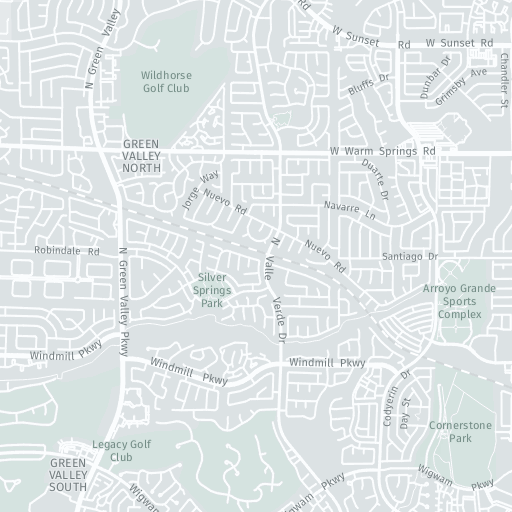 Rd
W Sunset Rd
W Sunset Rd
N Green Valley
Wildhorse
Golf Club
Bluffs Dr
Dunbar Dr
Grimsby Ave
Chandler St
GREEN
VALLEY
NORTH
W Warm Springs Rd
Duarte Dr
Jorge Way
Nuevo Rd
Navarre Ln
Robindale Rd
N Green Valley Pkwy
N Valle Verde Dr
Nuevo Rd
Santiago Dr
Silver
Springs
Park
Arroyo Grande
Sports
Complex
Windmill Pkwy
Windmill Pkwy
Windmill Pkwy
Codyerin Dr
Day St
Cornerstone
Park
Legacy Golf
Club
GREEN
VALLEY
SOUTH
Wigwam
Wigwam Pkwy
Wigwam Pkwy